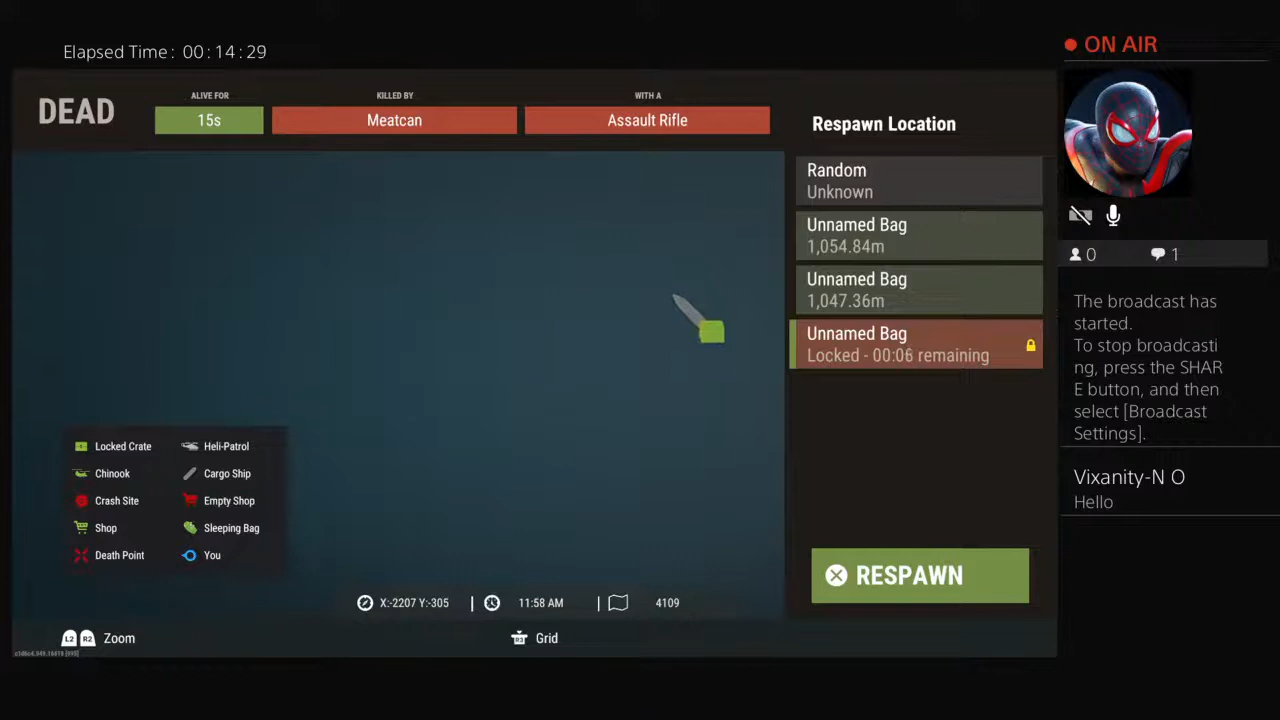 Elapsed Time: 00:14:29
ON AIR
DEAD
ALIVE FOR
15s
KILLED BY
Meatcan
WITH A
Assault Rifle
Respawn Location
Random
Unknown
Unnamed Bag
1,054.84m
Unnamed Bag
1,047.36m
Unnamed Bag
Locked - 00:06 remaining
Locked Crate
Heli-Patrol
Chinook
Cargo Ship
Crash Site
Empty Shop
Shop
Sleeping Bag
Death Point
You
RESPAWN
X:-2207 Y:-305 | 11:58 AM | 4109
L2 R2 Zoom
Grid
0
1
The broadcast has
started.
To stop broadcasti
ng, press the SHAR
E button, and then
select [Broadcast
Settings].
Vixanity-N O
Hello